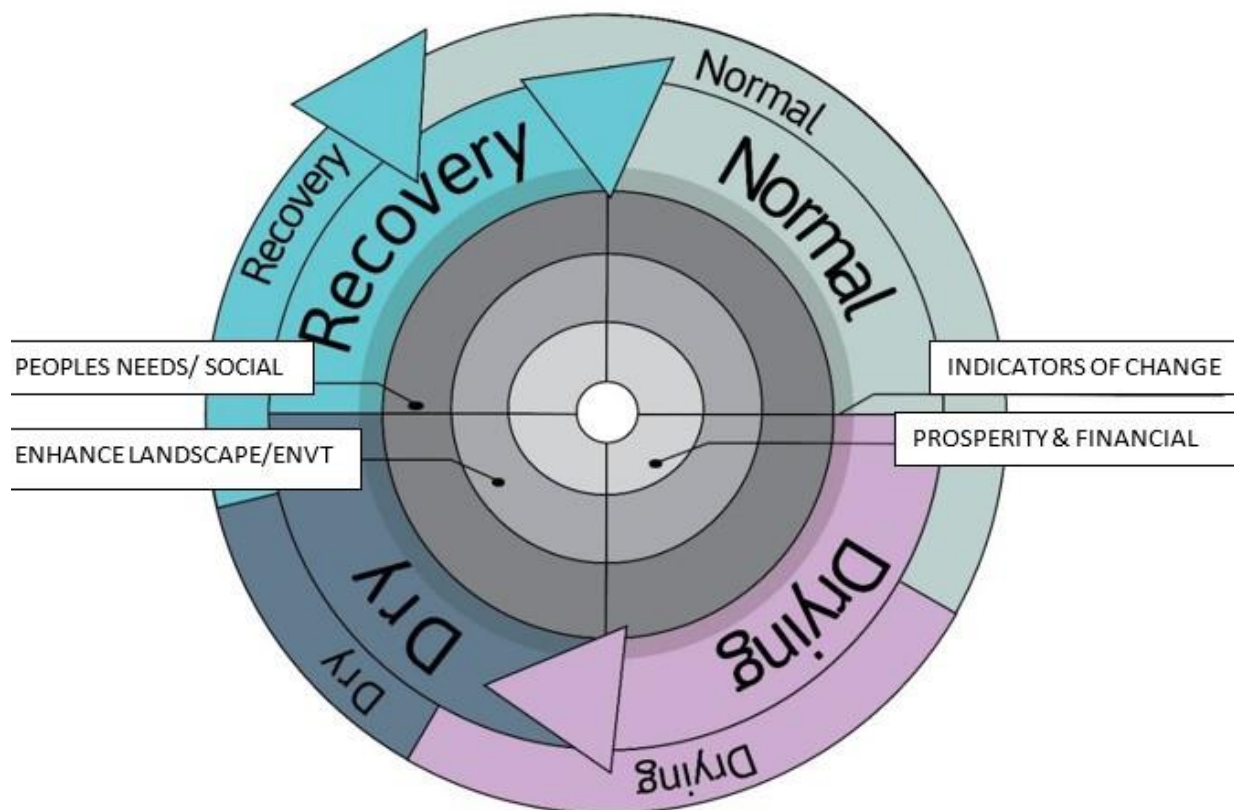 Normal
Recovery
Recovery
Normal
PEOPLES NEEDS/ SOCIAL
INDICATORS OF CHANGE
ENHANCE LANDSCAPE/ENVT
PROSPERITY & FINANCIAL
Dry
Drying
Dry
Drying